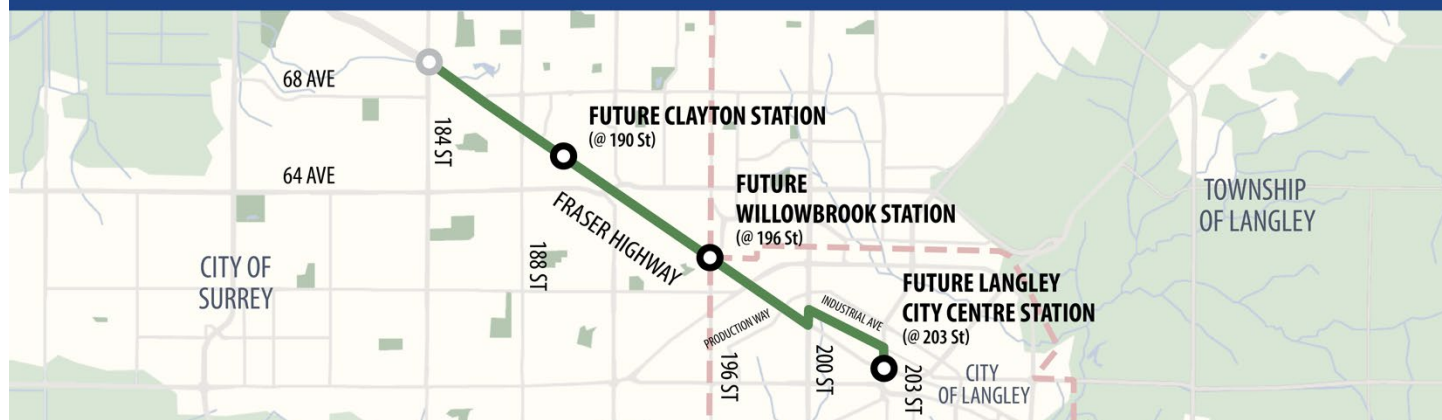 68 AVE
184 ST
FUTURE CLAYTON STATION
(@ 190 St)
64 AVE
FRASER HIGHWAY
FUTURE
WILLOWBROOK STATION
(@ 196 St)
TOWNSHIP
OF LANGLEY
CITY OF
SURREY
188 ST
FUTURE LANGLEY
CITY CENTRE STATION
(@ 203 St)
INDUSTRIAL AVE
PRODUCTION WAY
196 ST
200 ST
203 ST
CITY
OF LANGLEY